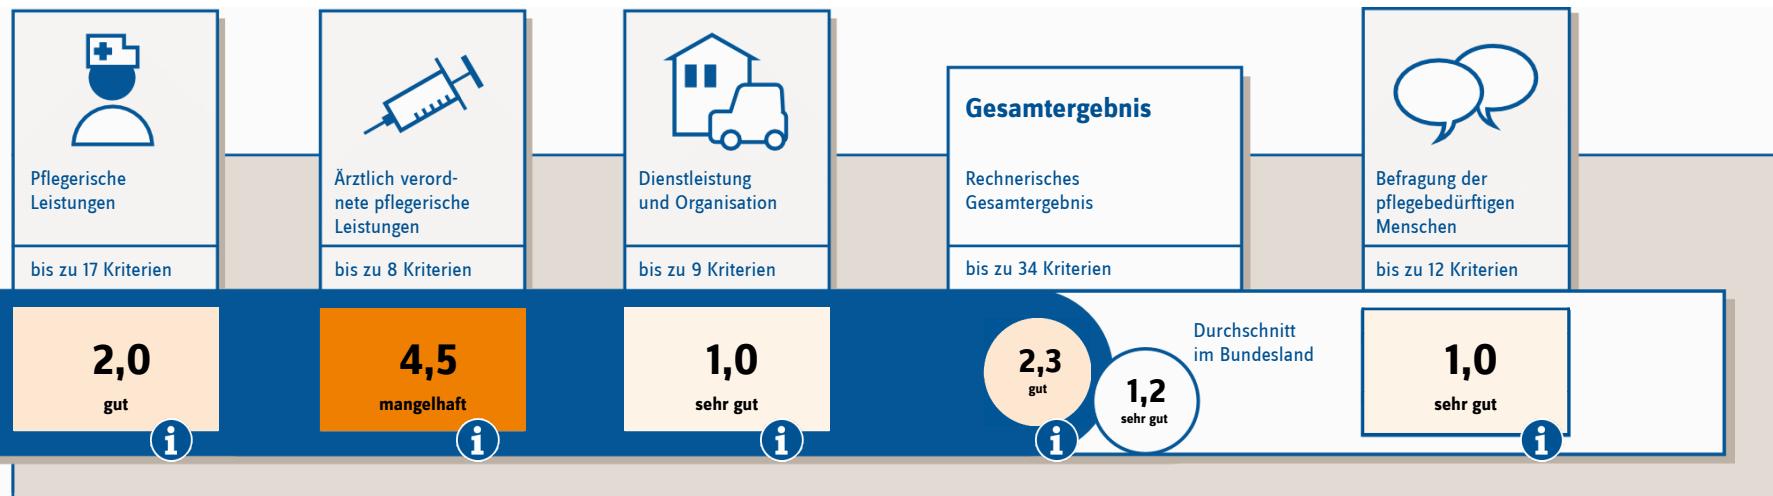 Pflegerische
Leistungen
bis zu 17 Kriterien
2,0
gut
i
Ärztlich verord-
nete pflegerische
Leistungen
bis zu 8 Kriterien
4,5
mangelhaft
i
Dienstleistung
und Organisation
bis zu 9 Kriterien
1,0
sehr gut
i
Gesamtergebnis
Rechnerisches
Gesamtergebnis
bis zu 34 Kriterien
2,3
gut
i
1,2
sehr gut
Durchschnitt
im Bundesland
Befragung der
pflegebedürftigen
Menschen
bis zu 12 Kriterien
1,0
sehr gut
i